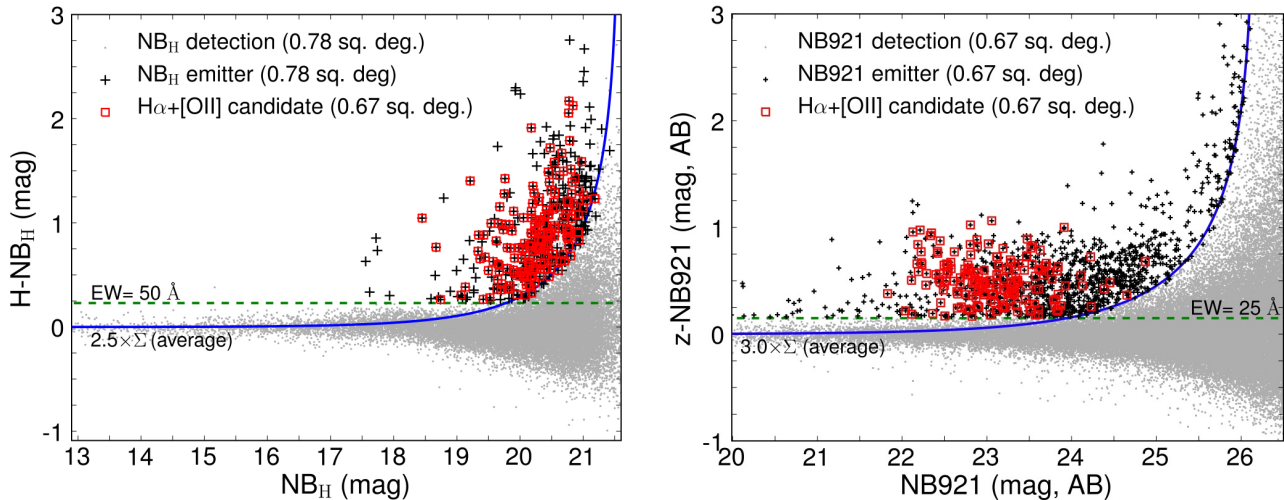 3
2
1
0
-1
H-NB_H (mag)
NB_H detection (0.78 sq. deg.)
NB_H emitter (0.78 sq. deg)
Hα+[OII] candidate (0.67 sq. deg.)
EW= 50 Å
2.5×Σ (average)
13 14 15 16 17 18 19 20 21
NB_H (mag)
3
2
1
0
-1
z-NB921 (mag, AB)
NB921 detection (0.67 sq. deg.)
NB921 emitter (0.67 sq. deg.)
Hα+[OII] candidate (0.67 sq. deg.)
EW= 25 Å
3.0×Σ (average)
20 21 22 23 24 25 26
NB921 (mag, AB)